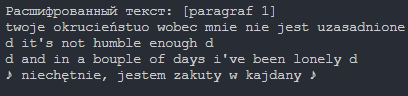 Расшифрованный текст: [paragraf 1]
twoje okrucieństuo wobec mnie nie jest uzasadnione
d it's not humble enough d
d and in a bouple of days i've been lonely d
♪ niechętnie, jestem zakuty w kajdany ♪